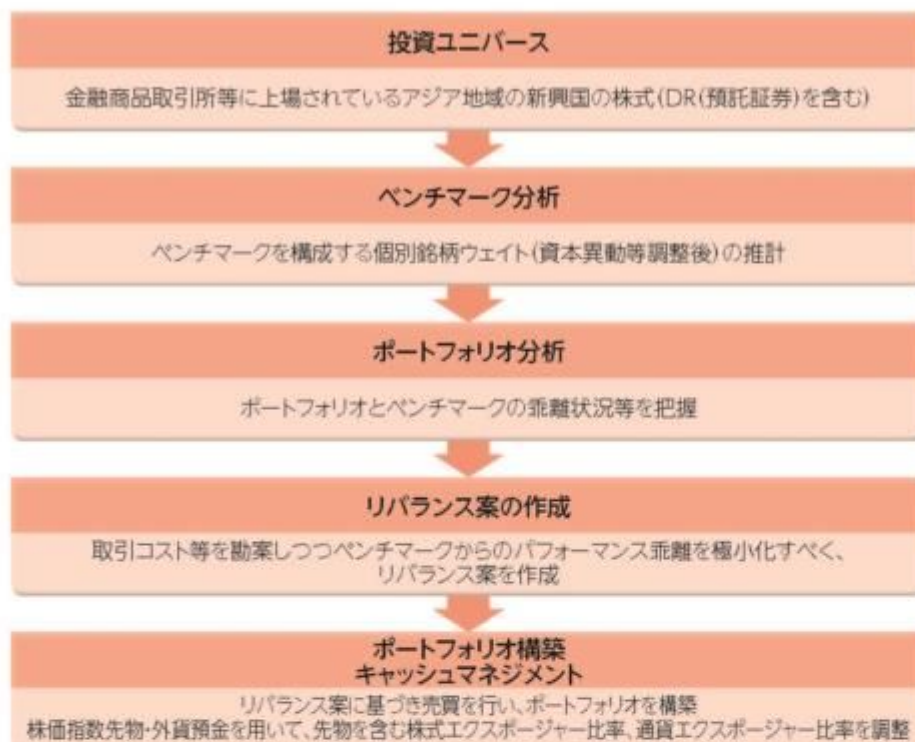 投資ユニバース
金融商品取引所等に上場されているアジア地域の新興国の株式(DR(預託証券)を含む)
ベンチマーク分析
ベンチマークを構成する個別銘柄ウェイト(資本異動等調整後)の推計
ポートフォリオ分析
ポートフォリオとベンチマークの乖離状況等を把握
リバランス案の作成
取引コスト等を勘案しつつベンチマークからのパフォーマンス乖離を極小化すべく、
リバランス案を作成
ポートフォリオ構築
キャッシュマネジメント
リバランス案に基づき売買を行い、ポートフォリオを構築
株価指数先物・外貨預金を用いて、先物を含む株式エクスポージャー比率、通貨エクスポージャー比率を調整